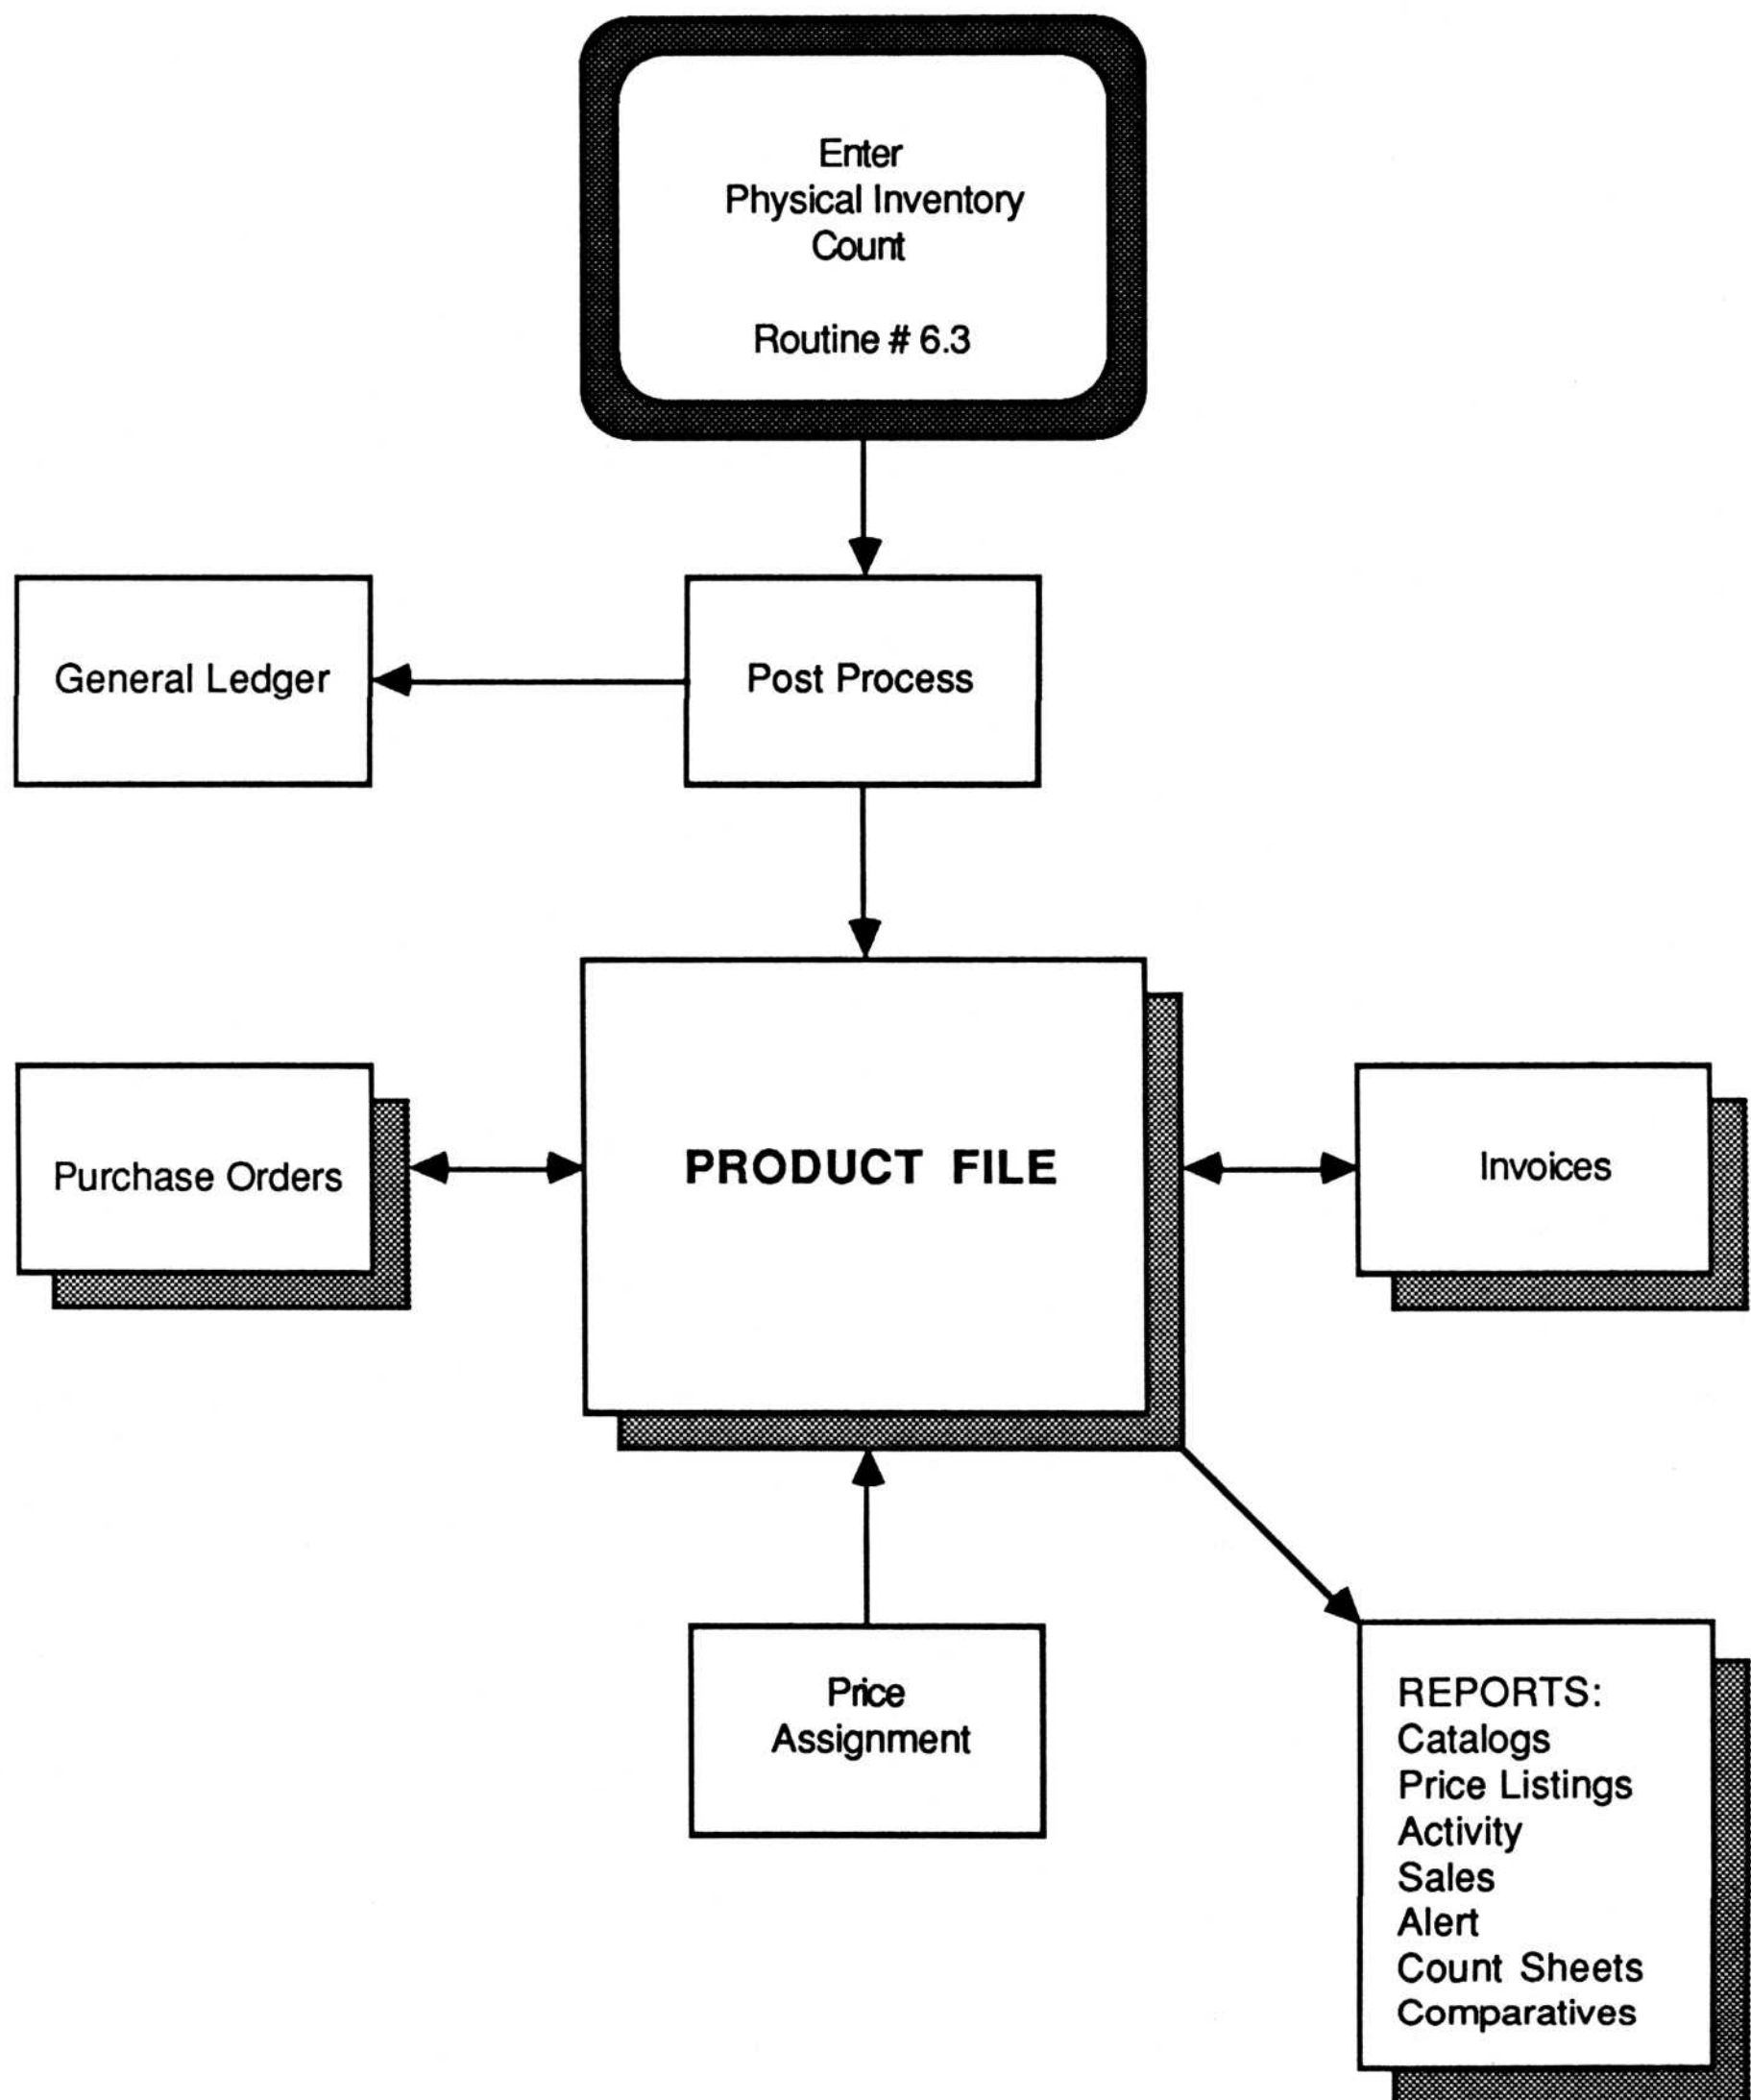 Enter
Physical Inventory
Count
Routine # 6.3
General Ledger
Post Process
Purchase Orders
PRODUCT FILE
Invoices
Price
Assignment
REPORTS:
Catalogs
Price Listings
Activity
Sales
Alert
Count Sheets
Comparatives